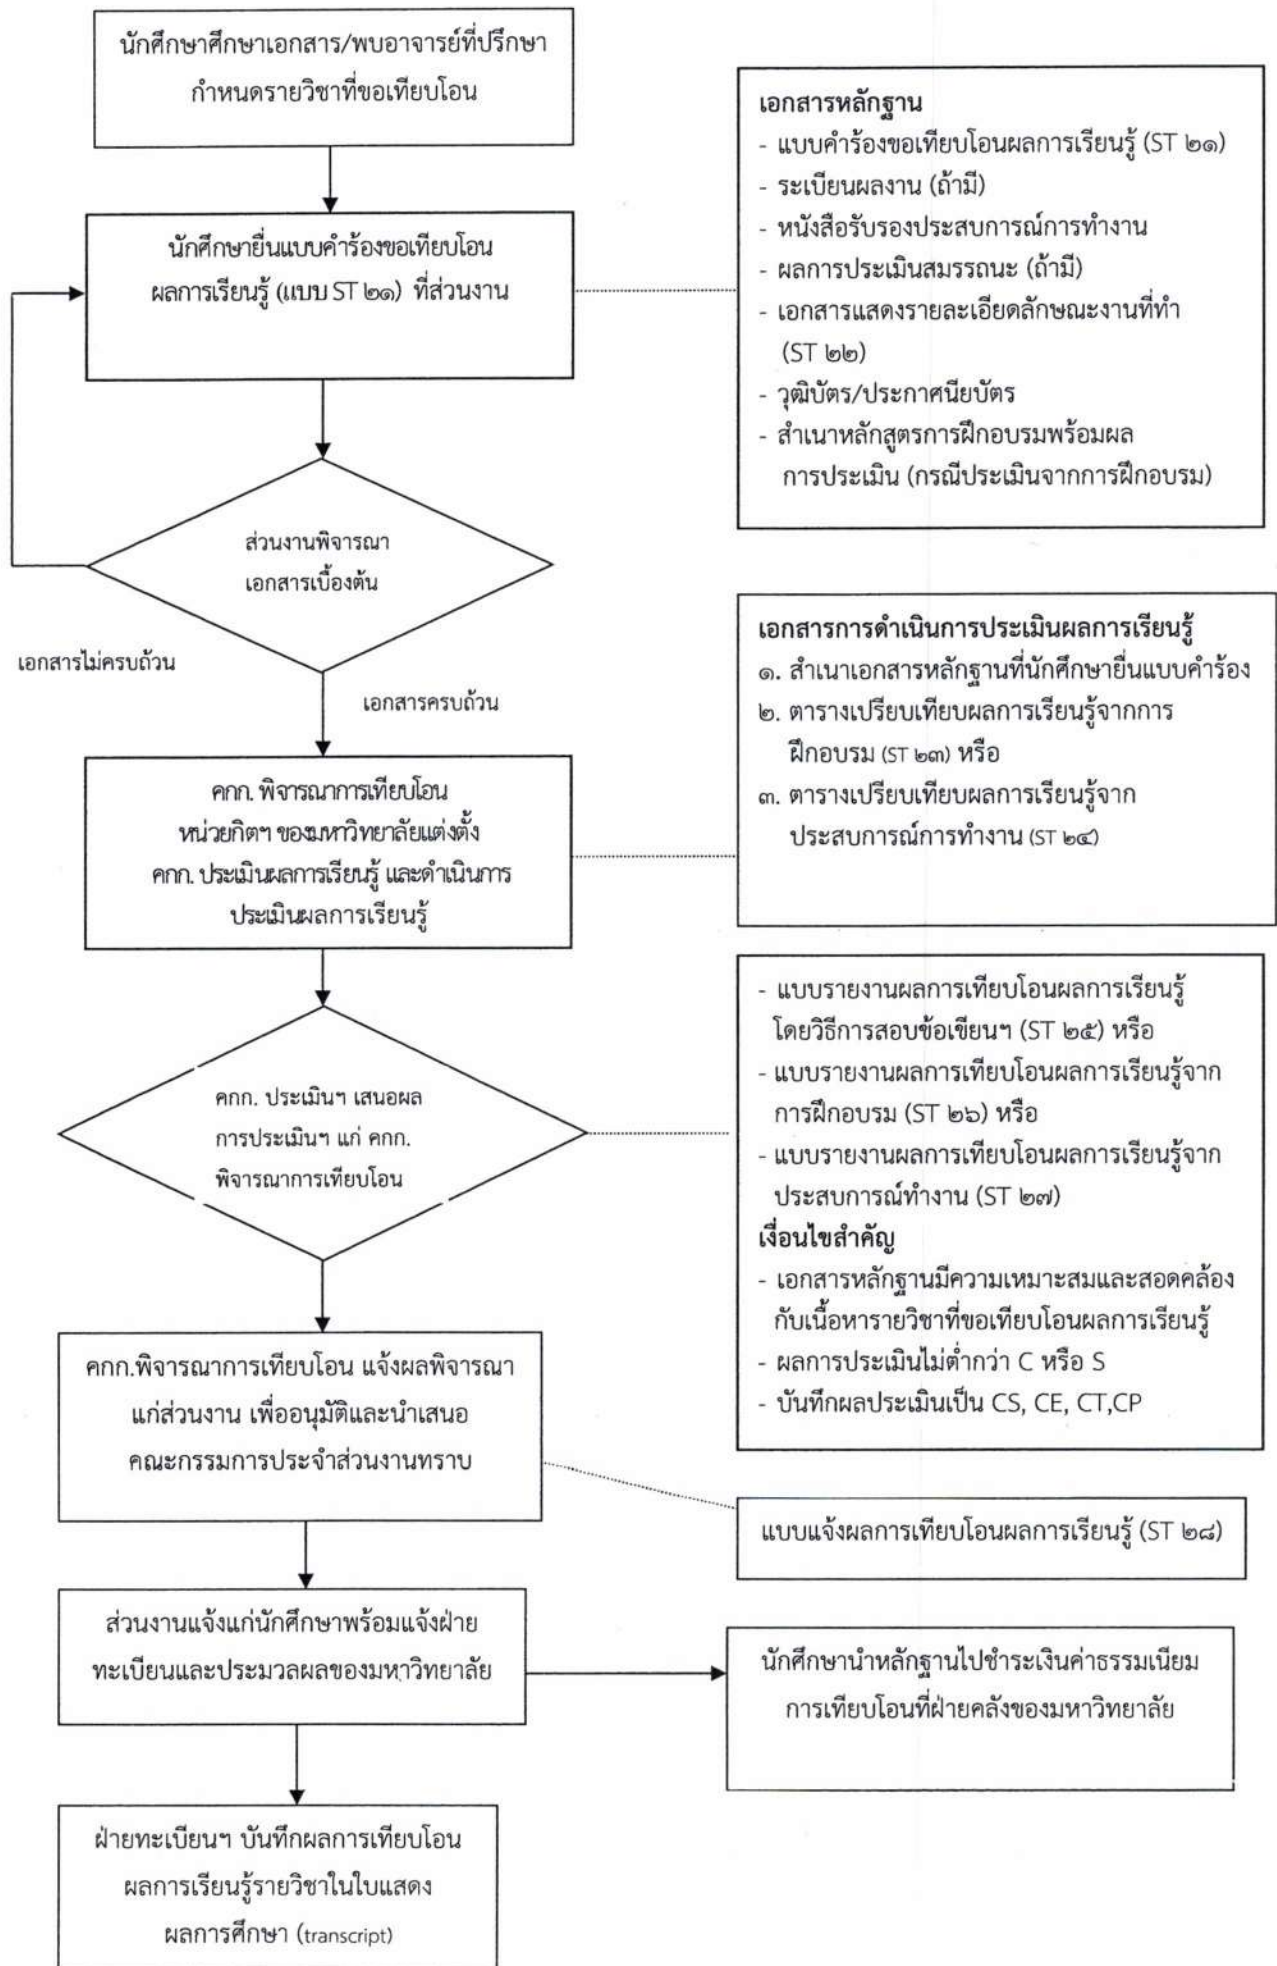 นักศึกษาศึกษาเอกสาร/พบอาจารย์ที่ปรึกษา
กำหนดรายวิชาที่ขอเทียบโอน
นักศึกษายื่นแบบคำร้องขอเทียบโอน
ผลการเรียนรู้ (แบบ ST ๒๑) ที่ส่วนงาน
เอกสารหลักฐาน
- แบบคำร้องขอเทียบโอนผลการเรียนรู้ (ST ๒๑)
- ระเบียนผลงาน (ถ้ามี)
- หนังสือรับรองประสบการณ์การทำงาน
- ผลการประเมินสมรรถนะ (ถ้ามี)
- เอกสารแสดงรายละเอียดลักษณะงานที่ทำ
(ST ๒๒)
- วุฒิบัตร/ประกาศนียบัตร
- สำเนาหลักสูตรการฝึกอบรมพร้อมผล
การประเมิน (กรณีประเมินจากการฝึกอบรม)
ส่วนงานพิจารณา
เอกสารเบื้องต้น
เอกสารไม่ครบถ้วน
เอกสารครบถ้วน
คกก. พิจารณาการเทียบโอน
หน่วยกิตฯ ของมหาวิทยาลัยแต่งตั้ง
คกก. ประเมินผลการเรียนรู้ และดำเนินการ
ประเมินผลการเรียนรู้
เอกสารการดำเนินการประเมินผลการเรียนรู้
๑. สำเนาเอกสารหลักฐานที่นักศึกษายื่นแบบคำร้อง
๒. ตารางเปรียบเทียบผลการเรียนรู้จากการ
ฝึกอบรม (ST ๒๓) หรือ
๓. ตารางเปรียบเทียบผลการเรียนรู้จาก
ประสบการณ์การทำงาน (ST ๒๔)
คกก. ประเมินฯ เสนอผล
การประเมินฯ แก่ คกก.
พิจารณาการเทียบโอน
- แบบรายงานผลการเทียบโอนผลการเรียนรู้
โดยวิธีการสอบข้อเขียนฯ (ST ๒๕) หรือ
- แบบรายงานผลการเทียบโอนผลการเรียนรู้จาก
การฝึกอบรม (ST ๒๖) หรือ
- แบบรายงานผลการเทียบโอนผลการเรียนรู้จาก
ประสบการณ์ทำงาน (ST ๒๗)
เงื่อนไขสำคัญ
- เอกสารหลักฐานมีความเหมาะสมและสอดคล้อง
กับเนื้อหารายวิชาที่ขอเทียบโอนผลการเรียนรู้
- ผลการประเมินไม่ต่ำกว่า C หรือ S
- บันทึกผลประเมินเป็น CS, CE, CT,CP
คกก.พิจารณาการเทียบโอน แจ้งผลพิจารณา
แก่ส่วนงาน เพื่ออนุมัติและนำเสนอ
คณะกรรมการประจำส่วนงานทราบ
แบบแจ้งผลการเทียบโอนผลการเรียนรู้ (ST ๒๘)
ส่วนงานแจ้งแก่นักศึกษาพร้อมแจ้งฝ่าย
ทะเบียนและประมวลผลของมหาวิทยาลัย
นักศึกษานำหลักฐานไปชำระเงินค่าธรรมเนียม
การเทียบโอนที่ฝ่ายคลังของมหาวิทยาลัย
ฝ่ายทะเบียนฯ บันทึกผลการเทียบโอน
ผลการเรียนรู้รายวิชาในใบแสดง
ผลการศึกษา (transcript)